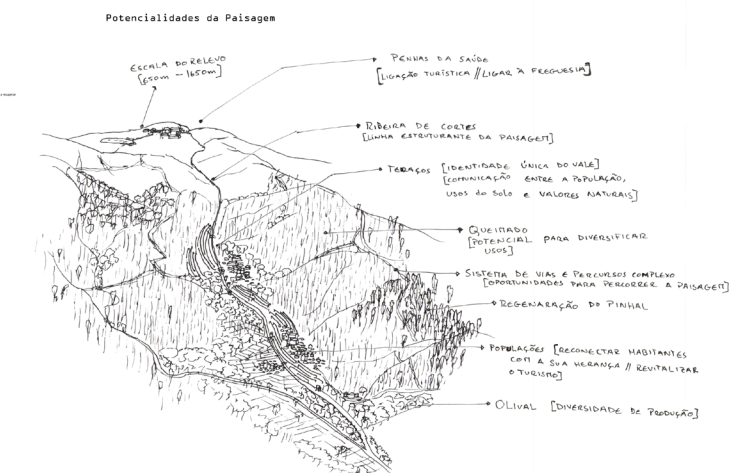 Potencialidades da Paisagem
ESCALA DO RELEVO
[650m - 1650m]
PENHAS DA SAÚDE
[LIGAÇÃO TURÍSTICA // LIGAR À FREGUESIA]
RIBEIRA DE CORTES
[LINHA ESTRUTURANTE DA PAISAGEM]
TERRAÇOS [IDENTIDADE ÚNICA DO VALE]
[COMUNICAÇÃO ENTRE A POPULAÇÃO,
USOS do SOLO E VALORES NATURAIS]
QUEIMADO
[POTENCIAL PARA DIVERSIFICAR
USOS]
SISTEMA DE VIAS E PERCURSOS COMPLEXO
[OPORTUNIDADES PARA PERCORRER A PAISAGEM]
REGENARAÇÃO DO PINHAL
POPULAÇÕES [RECONECTAR HABITANTES
COM A SUA HERANÇA // REVITALIZAR
O TURISMO]
OLIVAL [DIVERSIDADE DE PRODUÇÃO]